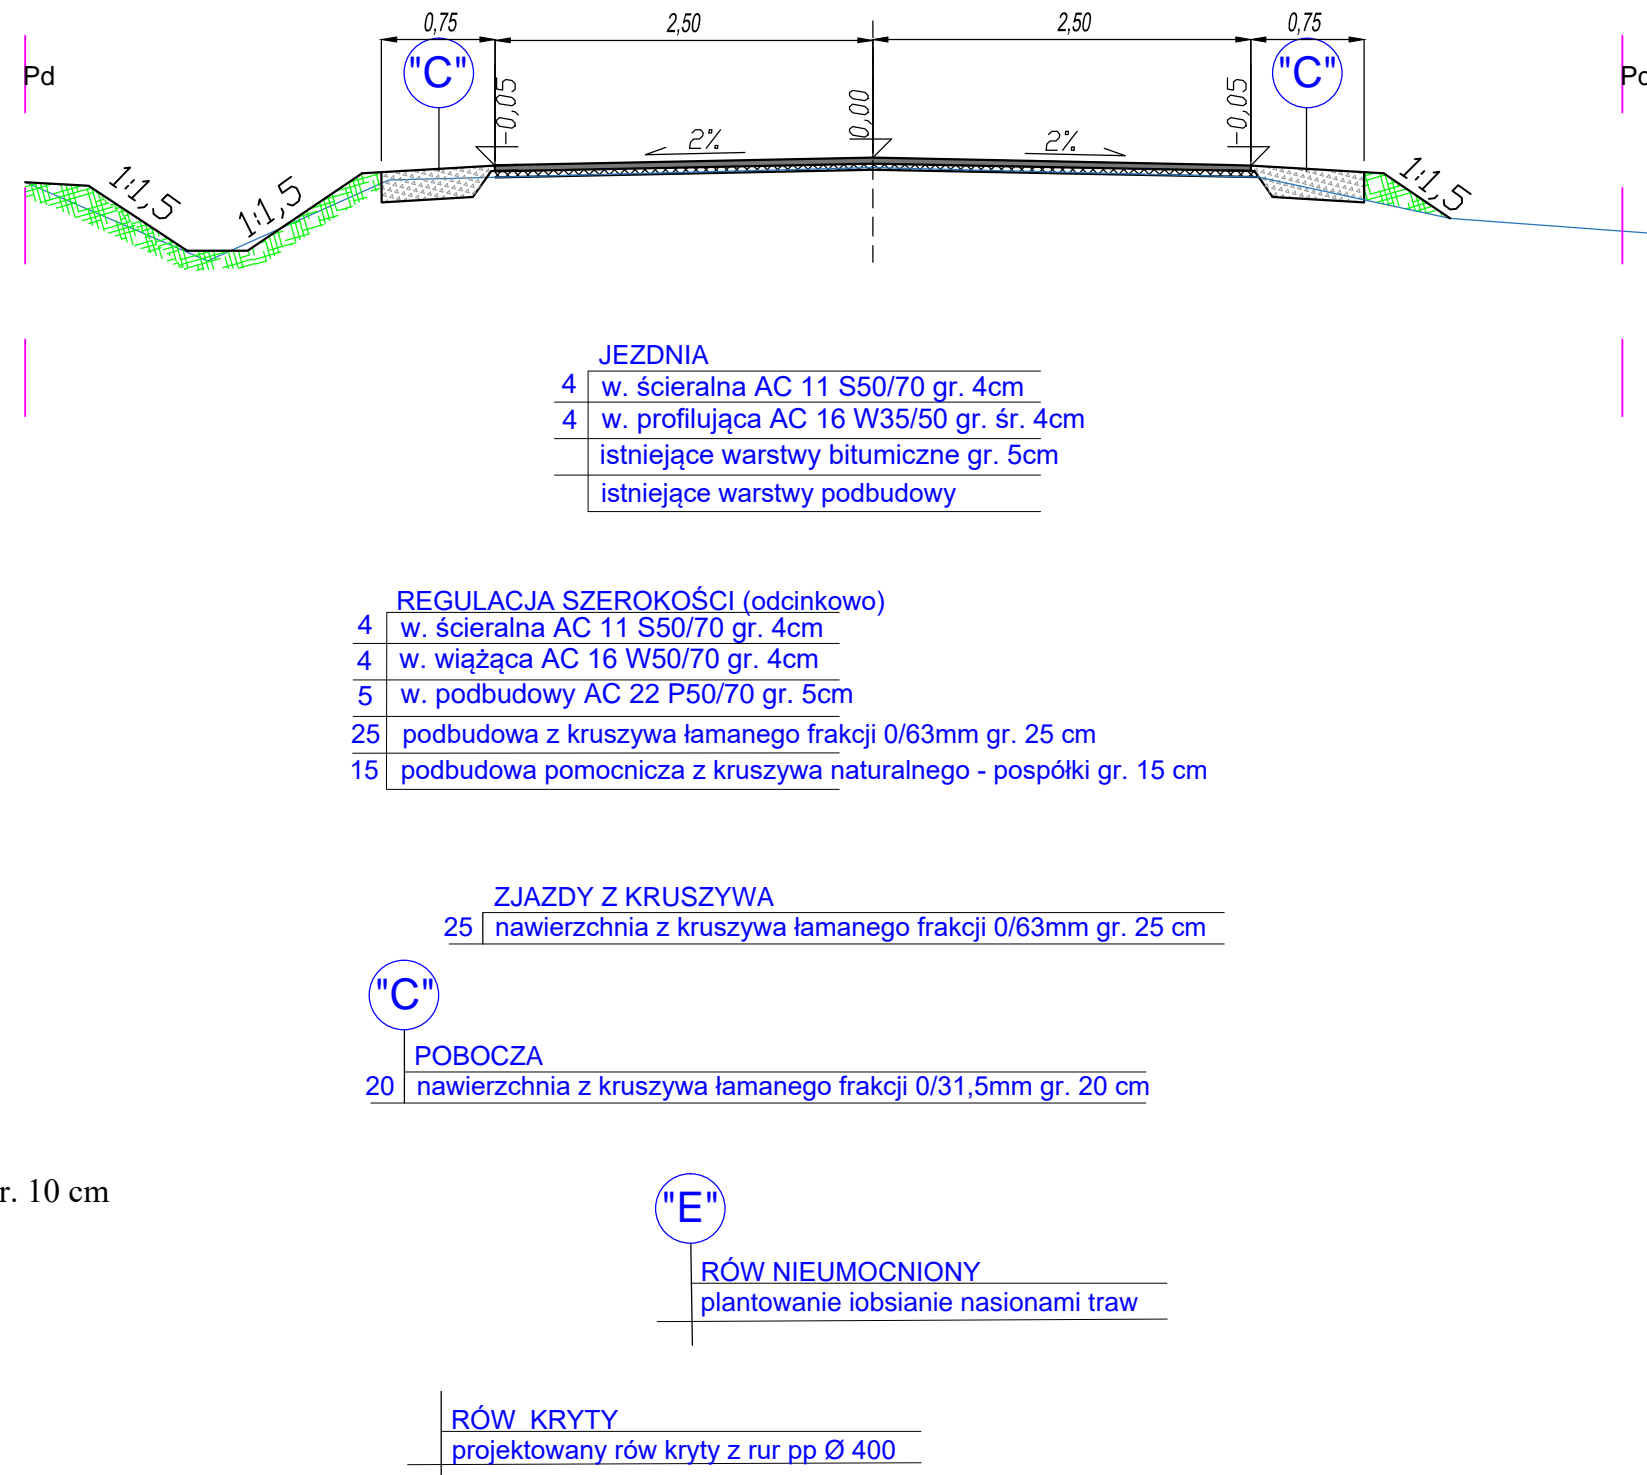 0,75 2,50 2,50 0,75
Pd "C" "C" Pd
-0,05 0,00 -0,05
2% 2%
1:1,5 1:1,5 1:1,5
JEZDNIA
4 w. ścieralna AC 11 S50/70 gr. 4cm
4 w. profilująca AC 16 W35/50 gr. śr. 4cm
istniejące warstwy bitumiczne gr. 5cm
istniejące warstwy podbudowy
REGULACJA SZEROKOŚCI (odcinkowo)
4 w. ścieralna AC 11 S50/70 gr. 4cm
4 w. wiążąca AC 16 W50/70 gr. 4cm
5 w. podbudowy AC 22 P50/70 gr. 5cm
25 podbudowa z kruszywa łamanego frakcji 0/63mm gr. 25 cm
15 podbudowa pomocnicza z kruszywa naturalnego - pospółki gr. 15 cm
ZJAZDY Z KRUSZYWA
25 nawierzchnia z kruszywa łamanego frakcji 0/63mm gr. 25 cm
"C"
POBOCZA
20 nawierzchnia z kruszywa łamanego frakcji 0/31,5mm gr. 20 cm
r. 10 cm
"E"
RÓW NIEUMOCNIONY
plantowanie iobsianie nasionami traw
RÓW KRYTY
projektowany rów kryty z rur pp Ø 400